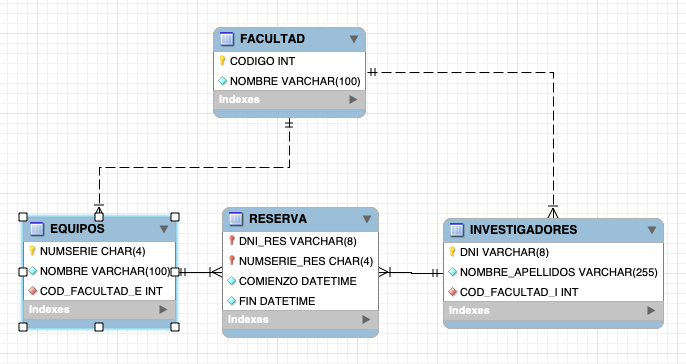 FACULTAD
CODIGO INT
NOMBRE VARCHAR(100)
Indexes
EQUIPOS
NUMSERIE CHAR(4)
NOMBRE VARCHAR(100)
COD_FACULTAD_E INT
Indexes
RESERVA
DNI_RES VARCHAR(8)
NUMSERIE_RES CHAR(4)
COMIENZO DATETIME
FIN DATETIME
Indexes
INVESTIGADORES
DNI VARCHAR(8)
NOMBRE_APELLIDOS VARCHAR(255)
COD_FACULTAD_I INT
Indexes